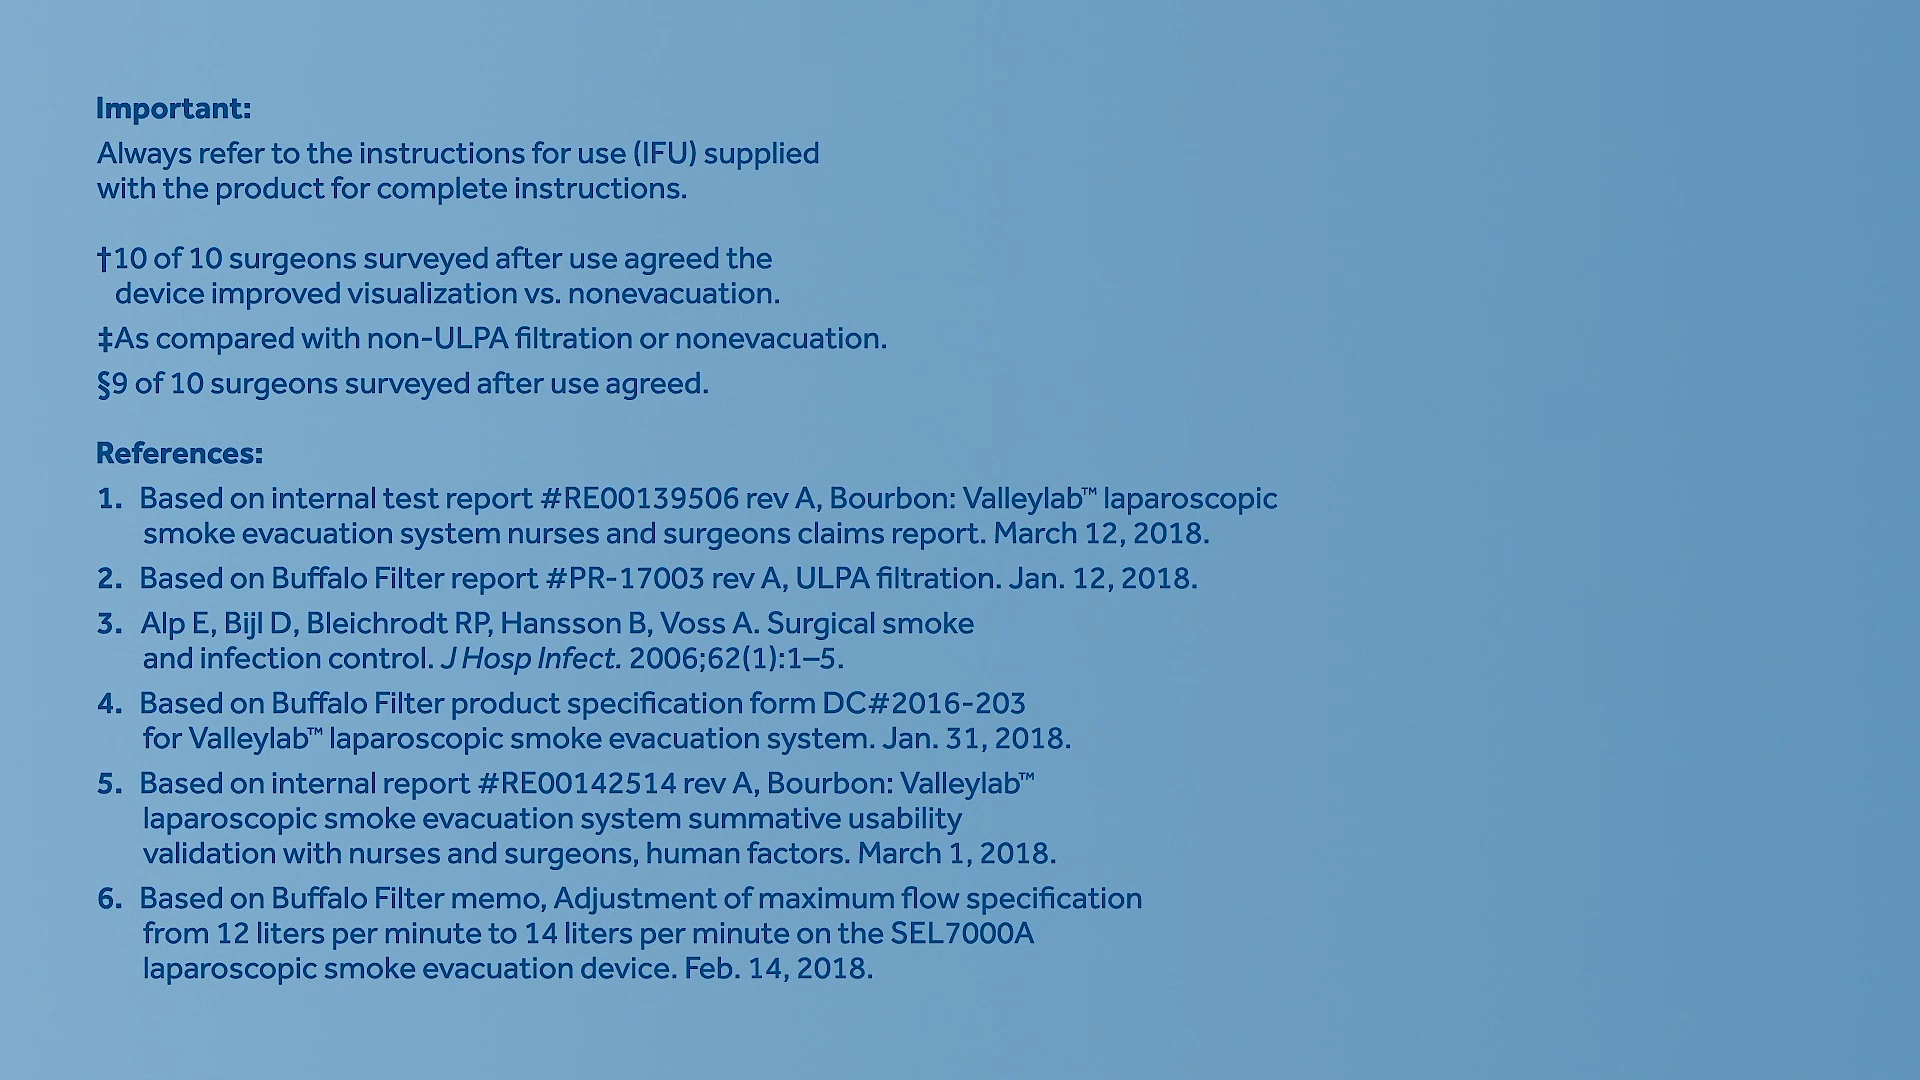 Important:
Always refer to the instructions for use (IFU) supplied
with the product for complete instructions.
†10 of 10 surgeons surveyed after use agreed the
device improved visualization vs. nonevacuation.
‡As compared with non-ULPA filtration or nonevacuation.
§9 of 10 surgeons surveyed after use agreed.
References:
1. Based on internal test report #RE00139506 rev A, Bourbon: Valleylab™ laparoscopic
smoke evacuation system nurses and surgeons claims report. March 12, 2018.
2. Based on Buffalo Filter report #PR-17003 rev A, ULPA filtration. Jan. 12, 2018.
3. Alp E, Bijl D, Bleichrodt RP, Hansson B, Voss A. Surgical smoke
and infection control. J Hosp Infect. 2006;62(1):1–5.
4. Based on Buffalo Filter product specification form DC#2016-203
for Valleylab™ laparoscopic smoke evacuation system. Jan. 31, 2018.
5. Based on internal report #RE00142514 rev A, Bourbon: Valleylab™
laparoscopic smoke evacuation system summative usability
validation with nurses and surgeons, human factors. March 1, 2018.
6. Based on Buffalo Filter memo, Adjustment of maximum flow specification
from 12 liters per minute to 14 liters per minute on the SEL7000A
laparoscopic smoke evacuation device. Feb. 14, 2018.